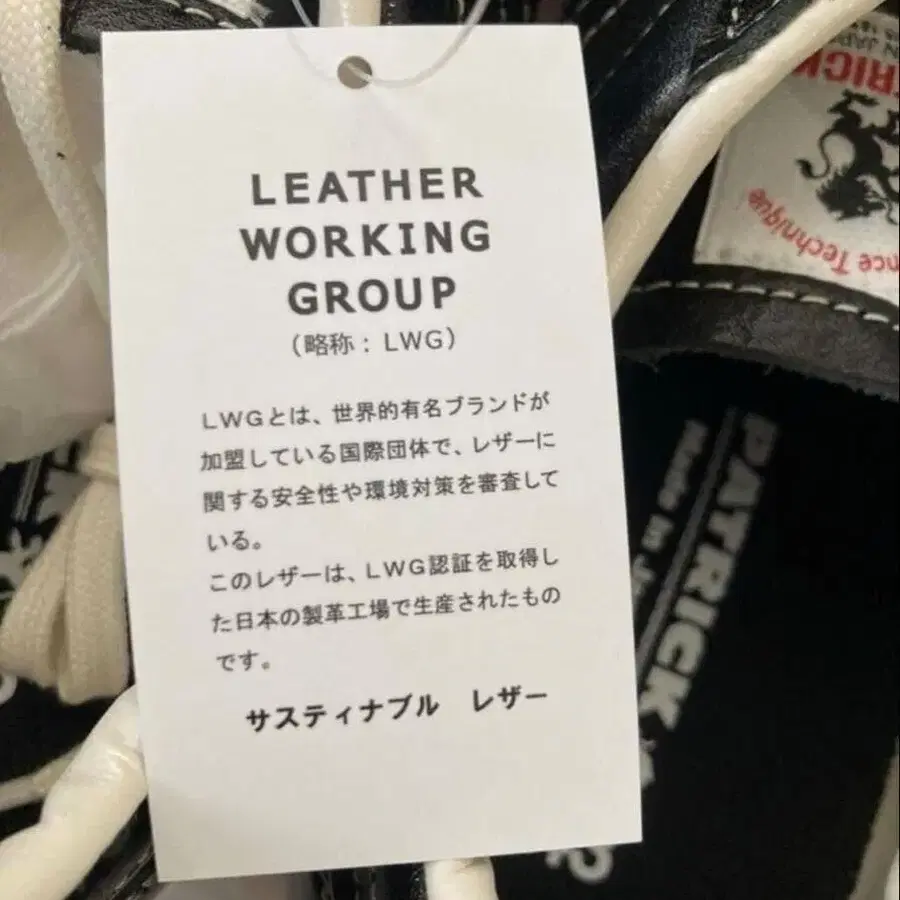 LEATHER
WORKING
GROUP
（略称：LWG）
LWGとは、世界的有名ブランドが
加盟している国際団体で、レザーに
関する安全性や環境対策を審査して
いる。
このレザーは、LWG認証を取得し
た日本の製革工場で生産されたもの
です。
サスティナブル レザー
Technique
PATRICK
Made in